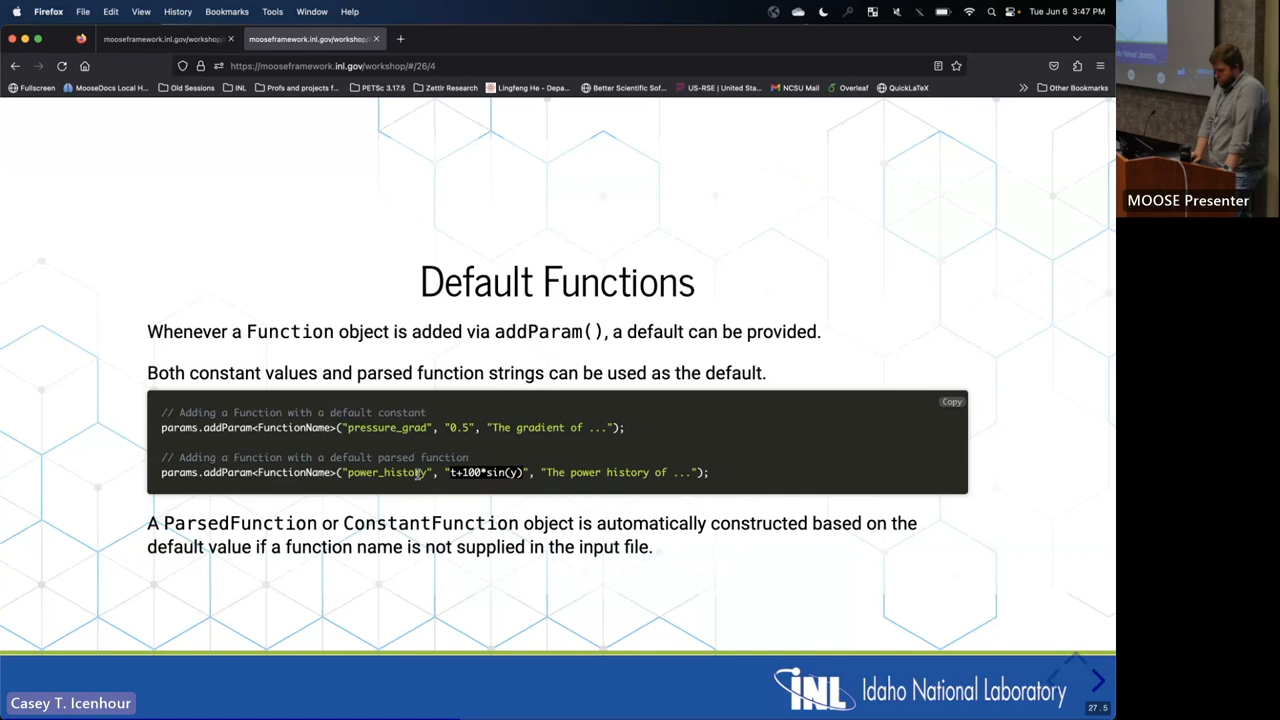 Firefox File Edit View History Bookmarks Tools Window Help Tue Jun 6 3:47 PM
mooseframework.inl.gov/workshop/ mooseframework.inl.gov/workshop/
https://mooseframework.inl.gov/workshop/#/26/4
Fullscreen MooseDocs Local H... Old Sessions INL Profs and projects f... PETSc 3.17.5 Zettlr Research Lingfeng He - Depa... Better Scientific Sof... US-RSE | United Sta... NCSU Mail Overleaf QuickLaTeX Other Bookmarks
MOOSE Presenter
Default Functions
Whenever a Function object is added via addParam(), a default can be provided.
Both constant values and parsed function strings can be used as the default.
Copy
// Adding a Function with a default constant
params.addParam<FunctionName>("pressure_grad", "0.5", "The gradient of ...");
// Adding a Function with a default parsed function
params.addParam<FunctionName>("power_history", "t+100*sin(y)", "The power history of ...");
A ParsedFunction or ConstantFunction object is automatically constructed based on the
default value if a function name is not supplied in the input file.
INL Idaho National Laboratory
Casey T. Icenhour
27.5